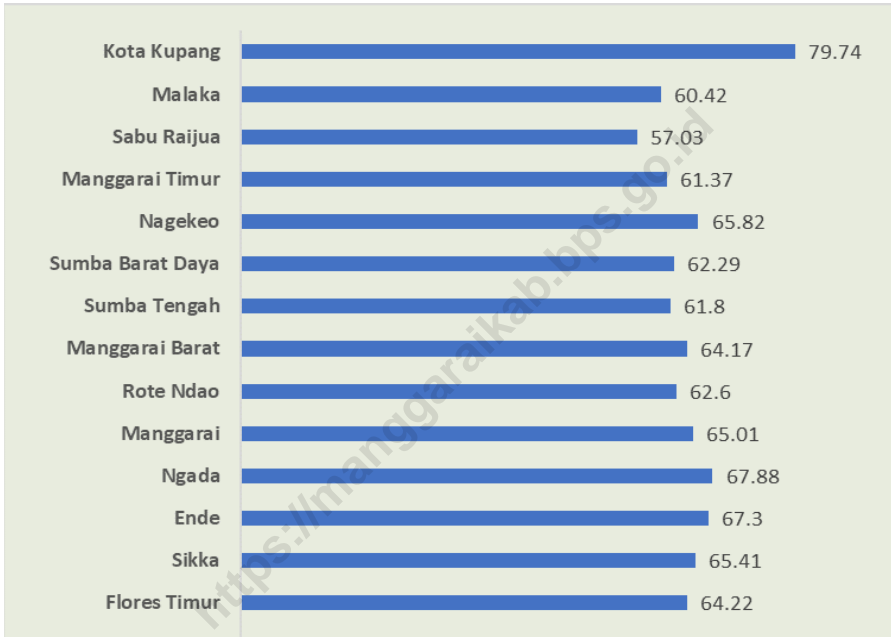 Kota Kupang 79.74
Malaka 60.42
Sabu Raijua 57.03
Manggarai Timur 61.37
Nagekeo 65.82
Sumba Barat Daya 62.29
Sumba Tengah 61.8
Manggarai Barat 64.17
Rote Ndao 62.6
Manggarai 65.01
Ngada 67.88
Ende 67.3
Sikka 65.41
Flores Timur 64.22
https://manggaraikab.bps.go.id